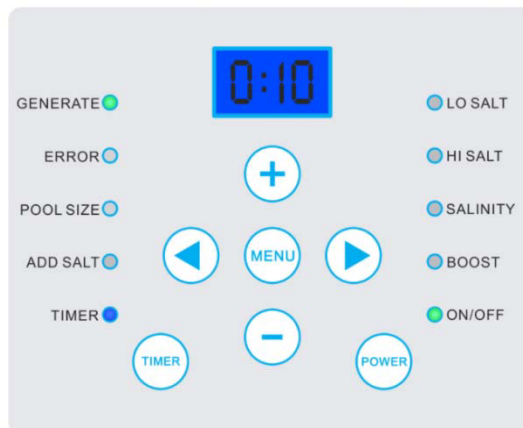 0:10
GENERATE
LO SALT
ERROR
HI SALT
+
POOL SIZE
SALINITY
ADD SALT
MENU
BOOST
TIMER
ON/OFF
−
TIMER
POWER